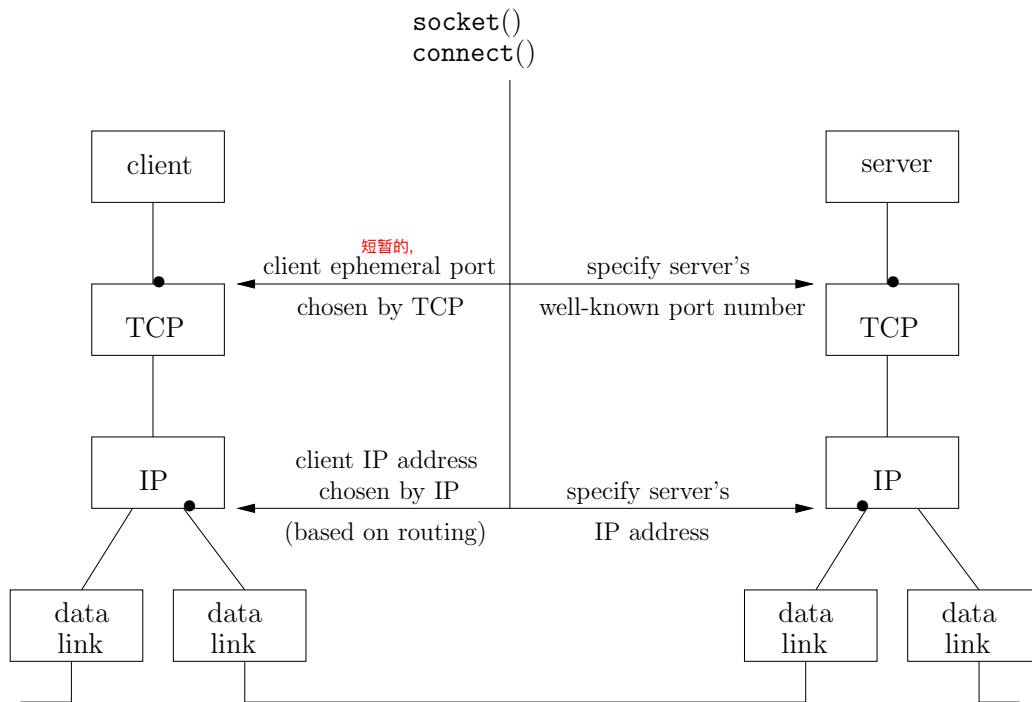 socket()
connect()
client
server
短暂的,
client ephemeral port
specify server's
chosen by TCP
well-known port number
TCP
TCP
client IP address
chosen by IP
specify server's
IP
IP
(based on routing)
IP address
data
link
data
link
data
link
data
link